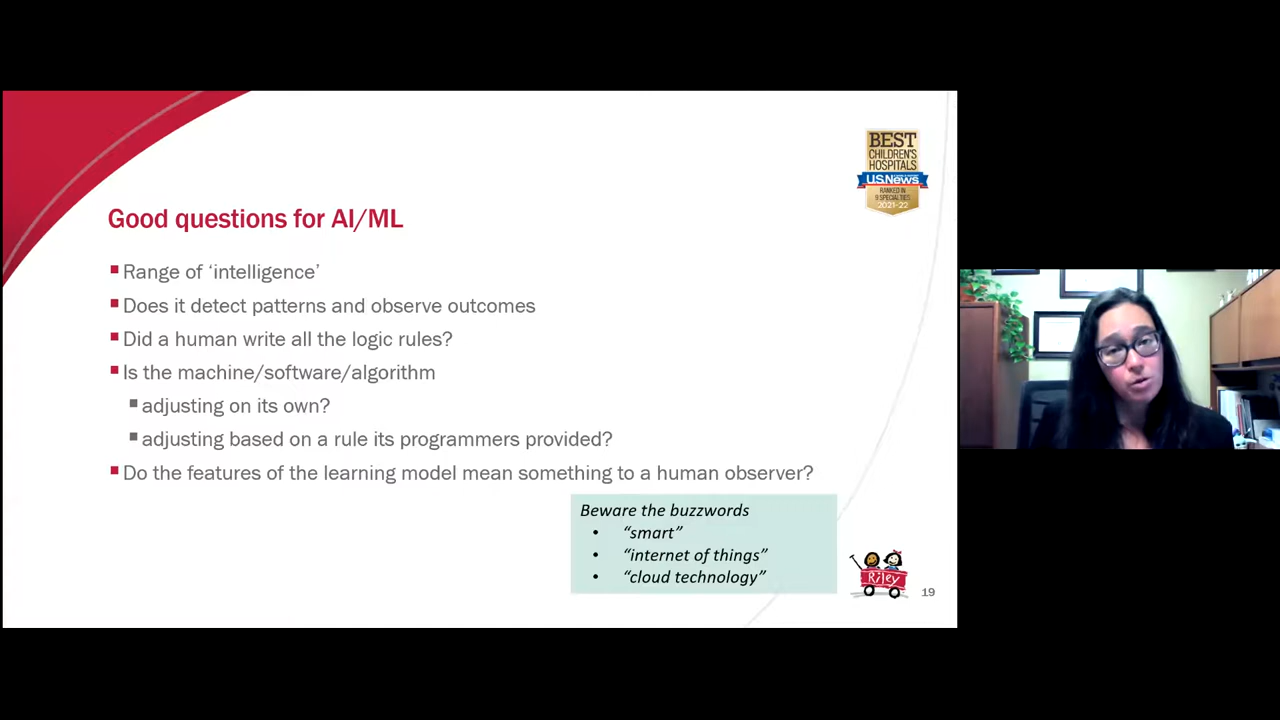 BEST
CHILDREN'S
HOSPITALS
U.S.News
RANKED IN
9 SPECIALTIES
2021-22
Good questions for AI/ML
Range of ‘intelligence’
Does it detect patterns and observe outcomes
Did a human write all the logic rules?
Is the machine/software/algorithm
adjusting on its own?
adjusting based on a rule its programmers provided?
Do the features of the learning model mean something to a human observer?
Beware the buzzwords
• “smart”
• “internet of things”
• “cloud technology”
Riley
19